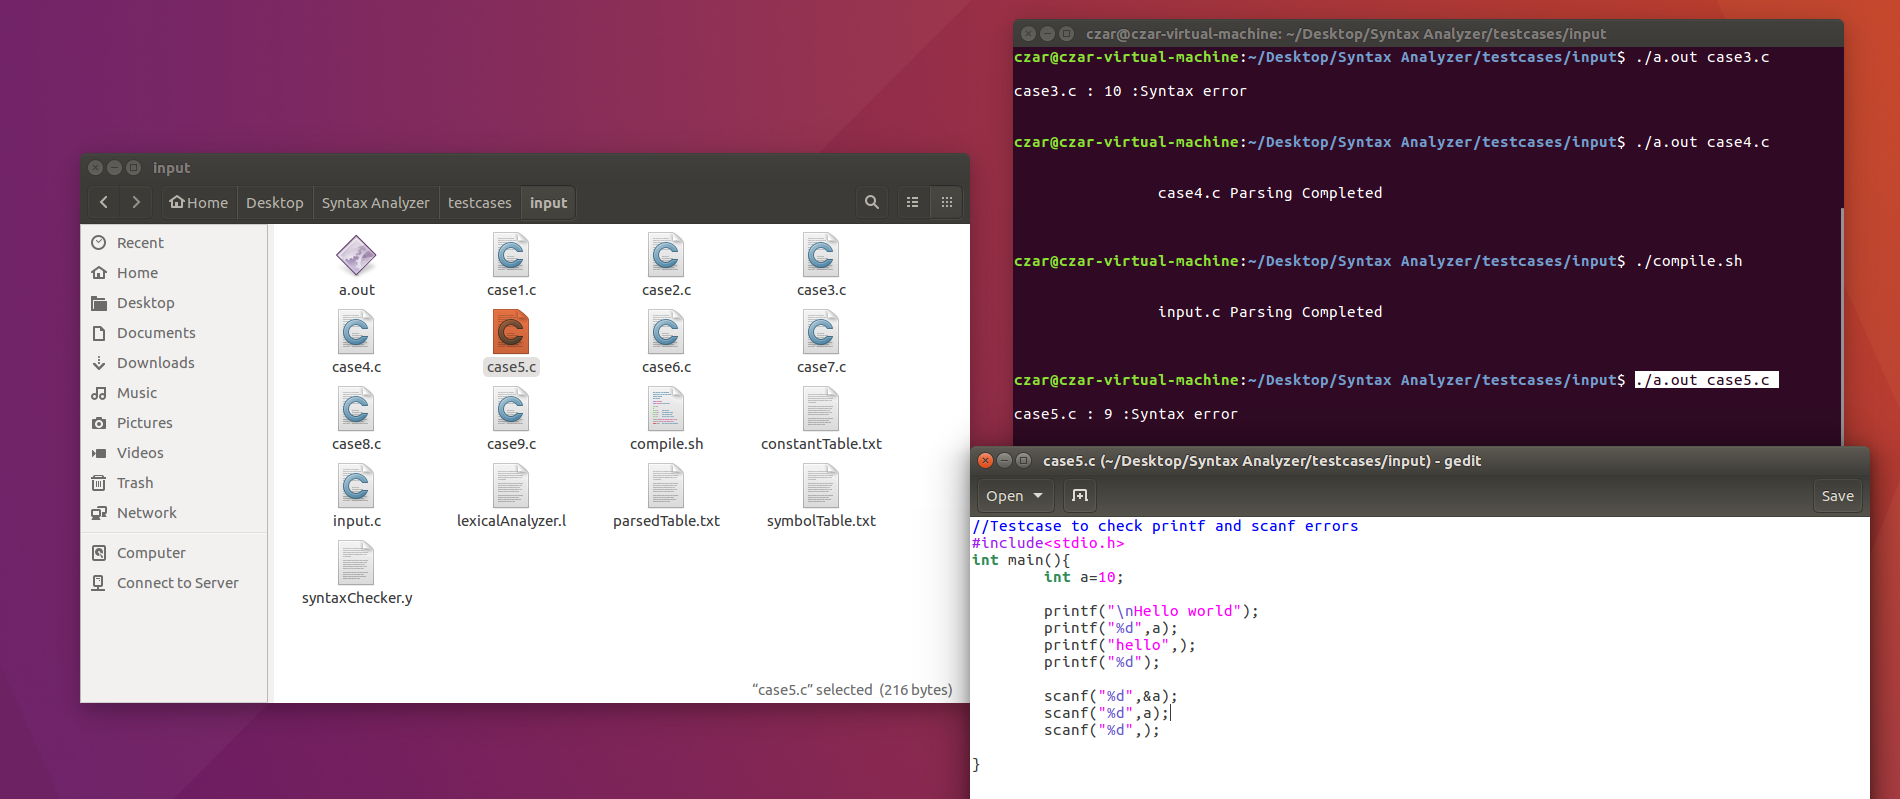 input
Home
Desktop
Syntax Analyzer
testcases
input
Recent
Home
Desktop
Documents
Downloads
Music
Pictures
Videos
Trash
Network
Computer
Connect to Server
a.out
case1.c
case2.c
case3.c
case4.c
case5.c
case6.c
case7.c
case8.c
case9.c
compile.sh
constantTable.txt
input.c
lexicalAnalyzer.l
parsedTable.txt
symbolTable.txt
syntaxChecker.y
“case5.c” selected (216 bytes)
czar@czar-virtual-machine: ~/Desktop/Syntax Analyzer/testcases/input
czar@czar-virtual-machine:~/Desktop/Syntax Analyzer/testcases/input$ ./a.out case3.c
case3.c : 10 :Syntax error
czar@czar-virtual-machine:~/Desktop/Syntax Analyzer/testcases/input$ ./a.out case4.c
case4.c Parsing Completed
czar@czar-virtual-machine:~/Desktop/Syntax Analyzer/testcases/input$ ./compile.sh
input.c Parsing Completed
czar@czar-virtual-machine:~/Desktop/Syntax Analyzer/testcases/input$ ./a.out case5.c
case5.c : 9 :Syntax error
case5.c (~/Desktop/Syntax Analyzer/testcases/input) - gedit
Open
Save
//Testcase to check printf and scanf errors
#include<stdio.h>
int main(){
int a=10;
printf("\nHello world");
printf("%d",a);
printf("hello",);
printf("%d");
scanf("%d",&a);
scanf("%d",a);
scanf("%d",);
}